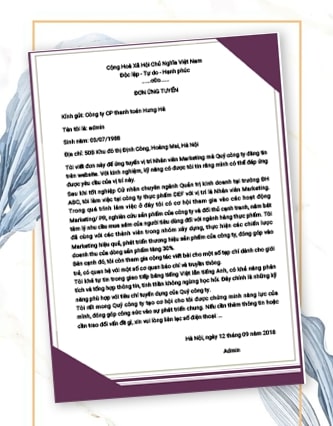 Cộng Hoà Xã Hội Chủ Nghĩa Việt Nam
Độc lập - Tự do - Hạnh phúc
......o0o......
ĐƠN ỨNG TUYỂN
Kính gửi: Công ty CP thanh toán Hưng Hà
Tên tôi là: admin
Sinh năm: 05/07/1988
Địa chỉ: 50B Khu đô thị Định Công, Hoàng Mai, Hà Nội
Tôi viết đơn này để ứng tuyển vị trí Nhân viên Marketing mà Quý công ty đăng tin
trên website. Với kinh nghiệm, kỹ năng có được tôi tin rằng mình có thể đáp ứng
được yêu cầu của vị trí này.
Sau khi tốt nghiệp Cử nhân chuyên ngành Quản trị kinh doanh tại trường ĐH
ABC, tôi làm việc tại công ty thực phẩm DEF với vị trí là Nhân viên Marketing.
Trong quá trình làm việc ở đây tôi có cơ hội tham gia vào các hoạt động
Marketing/ PR, nghiên cứu sản phẩm của công ty và đối thủ cạnh tranh, nắm bắt
tâm lý nhu cầu mua sắm của người tiêu dùng đối với ngành hàng thực phẩm. Tôi
đã cùng với các thành viên trong nhóm xây dựng, thực hiện các chiến lược
Marketing hiệu quả, phát triển thương hiệu sản phẩm của công ty, đóng góp vào
doanh thu của dòng sản phẩm tăng 30%.
Bên cạnh đó, tôi còn tham gia cộng tác viết bài cho một số tạp chí dành cho giới
trẻ, có quan hệ với một số cơ quan báo chí và truyền thông.
Tôi khá tự tin trong giao tiếp bằng tiếng Việt lẫn tiếng Anh, có khả năng phân
tích và tổng hợp thông tin, tinh thần không ngừng học hỏi. Đây chính là những kỹ
năng phù hợp với tiêu chí tuyển dụng của Quý công ty.
Tôi rất mong Quý công ty tạo cơ hội cho tôi được chứng minh năng lực của
mình, đóng góp công sức vào sự phát triển chung. Nếu cần thêm thông tin hoặc
cần trao đổi vấn đề gì, xin vui lòng liên lạc số điện thoại ...
Hà Nội, ngày 12 tháng 09 năm 2018
Admin